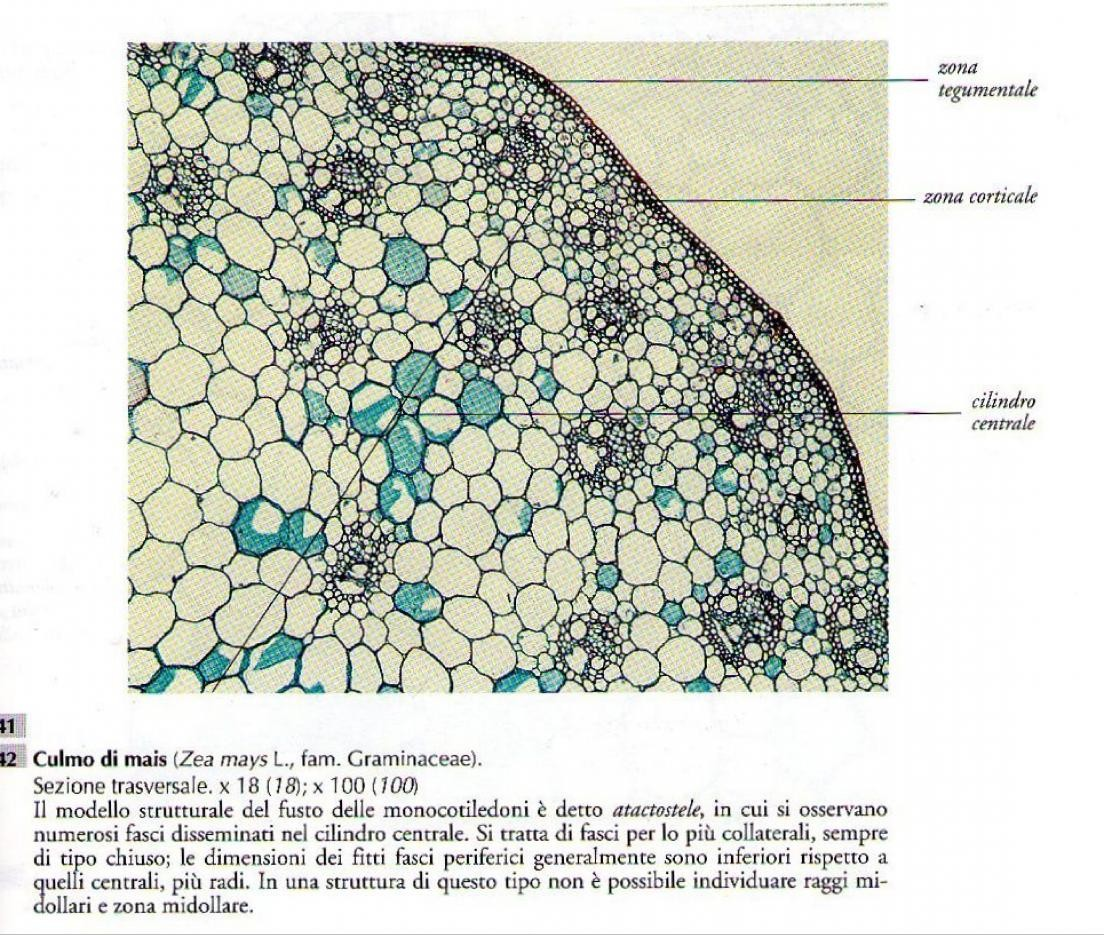 zona
tegumentale
zona corticale
cilindro
centrale
41
42 Culmo di mais (Zea mays L., fam. Graminaceae).
Sezione trasversale. x 18 (18); x 100 (100)
Il modello strutturale del fusto delle monocotiledoni è detto atactostele, in cui si osservano
numerosi fasci disseminati nel cilindro centrale. Si tratta di fasci per lo più collaterali, sempre
di tipo chiuso; le dimensioni dei fitti fasci periferici generalmente sono inferiori rispetto a
quelli centrali, più radi. In una struttura di questo tipo non è possibile individuare raggi mi-
dollari e zona midollare.